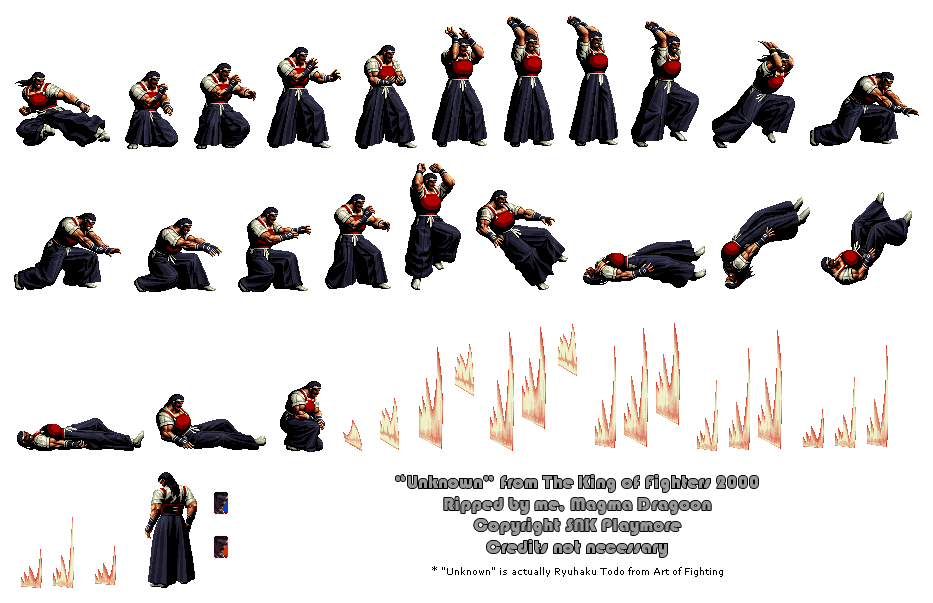 "Unknown" from The King of Fighters 2000
Ripped by me, Magma Dragoon
Copyright SNK Playmore
Credits not necessary
* "Unknown" is actually Ryuhaku Todo from Art of Fighting